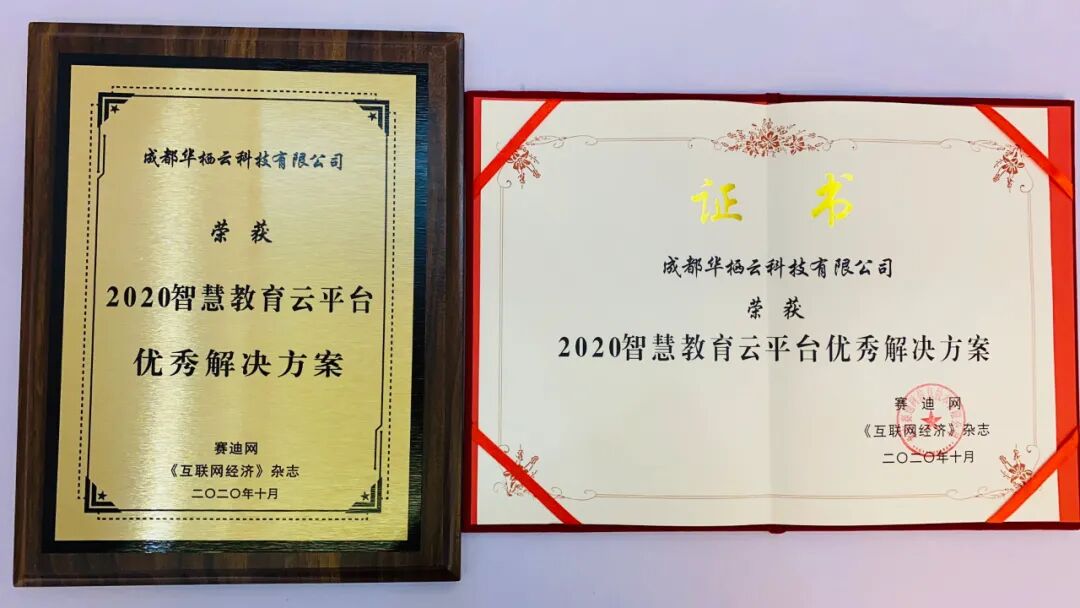 成都华栖云科技有限公司
荣获
2020智慧教育云平台
优秀解决方案
赛迪网
《互联网经济》杂志
二〇二〇年十月
证书
成都华栖云科技有限公司
荣获
2020智慧教育云平台优秀解决方案
赛迪网
《互联网经济》杂志
二〇二〇年十月